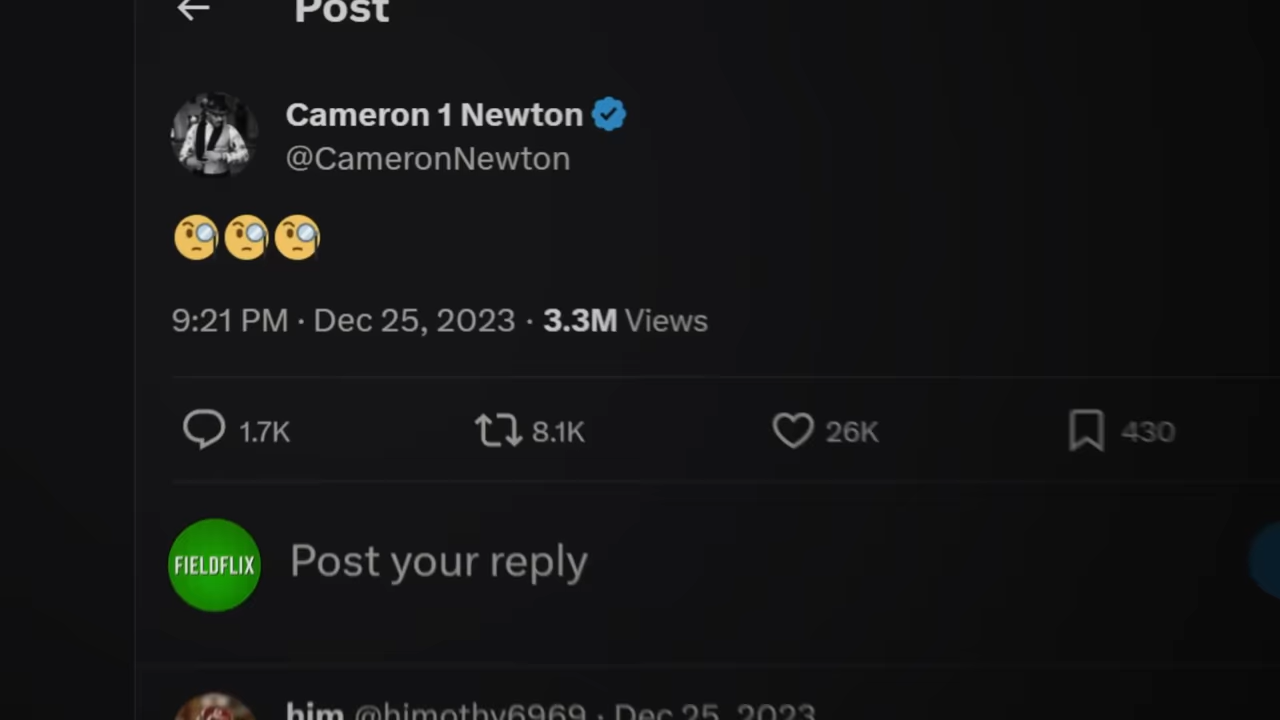 Post
Cameron 1 Newton
@CameronNewton
9:21 PM · Dec 25, 2023 · 3.3M Views
1.7K 8.1K 26K 430
FIELDFLIX
Post your reply
him @himothy6969 · Dec 25, 2023